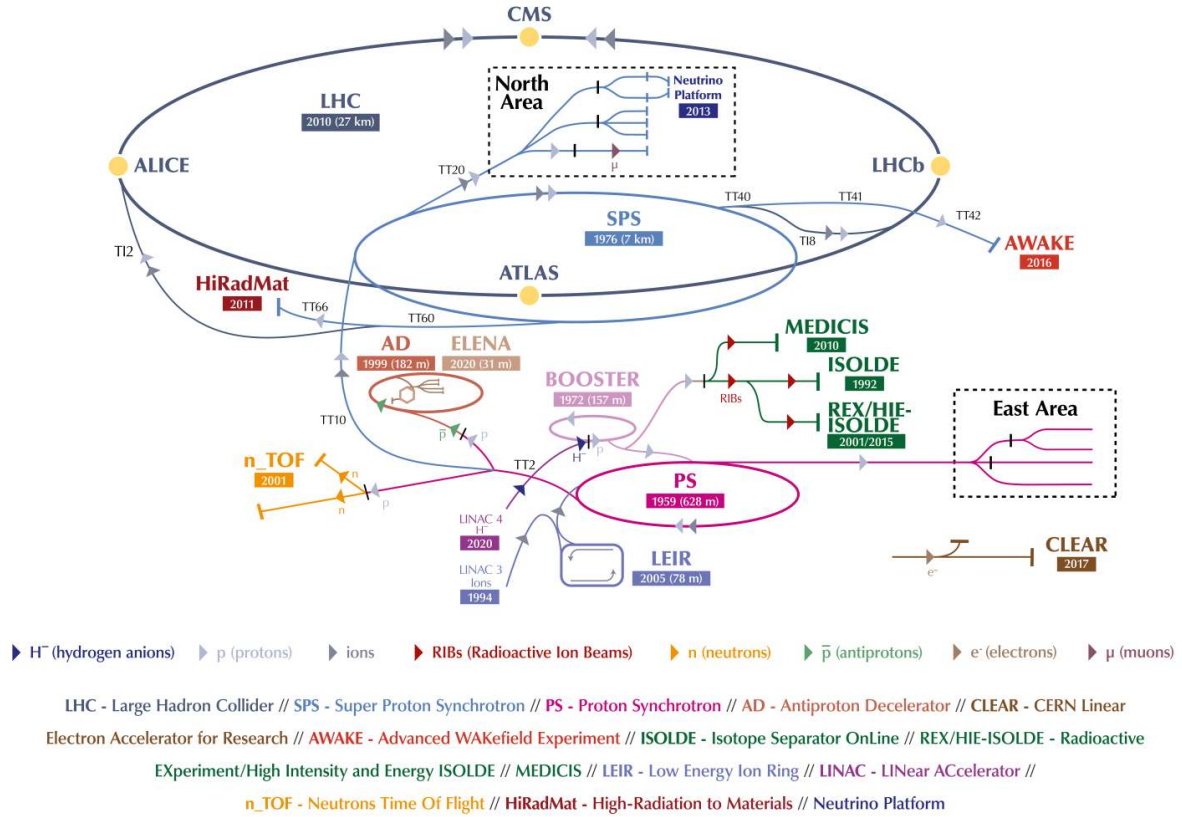 CMS
North
Area
Neutrino
Platform
2013
LHC
2010 (27 km)
μ
ALICE
LHCb
TT20
TT40
TT41
SPS
1976 (7 km)
TT42
TI8
TI2
AWAKE
2016
ATLAS
HiRadMat
2011
TT66
TT60
MEDICIS
2010
AD
1999 (182 m)
ELENA
2020 (31 m)
ISOLDE
1992
BOOSTER
1972 (157 m)
RIBs
REX/HIE-
ISOLDE
2001/2015
East Area
TT10
p̅
p
H⁻
p
TT2
n_TOF
2001
n
n
p
PS
1959 (628 m)
LINAC 4
H⁻
2020
LINAC 3
Ions
1994
LEIR
2005 (78 m)
CLEAR
2017
e⁻
H⁻ (hydrogen anions)
p (protons)
ions
RIBs (Radioactive Ion Beams)
n (neutrons)
p̅ (antiprotons)
e⁻ (electrons)
μ (muons)
LHC - Large Hadron Collider // SPS - Super Proton Synchrotron // PS - Proton Synchrotron // AD - Antiproton Decelerator // CLEAR - CERN Linear
Electron Accelerator for Research // AWAKE - Advanced WAKefield Experiment // ISOLDE - Isotope Separator OnLine // REX/HIE-ISOLDE - Radioactive
EXperiment/High Intensity and Energy ISOLDE // MEDICIS // LEIR - Low Energy Ion Ring // LINAC - LINear ACcelerator //
n_TOF - Neutrons Time Of Flight // HiRadMat - High-Radiation to Materials // Neutrino Platform